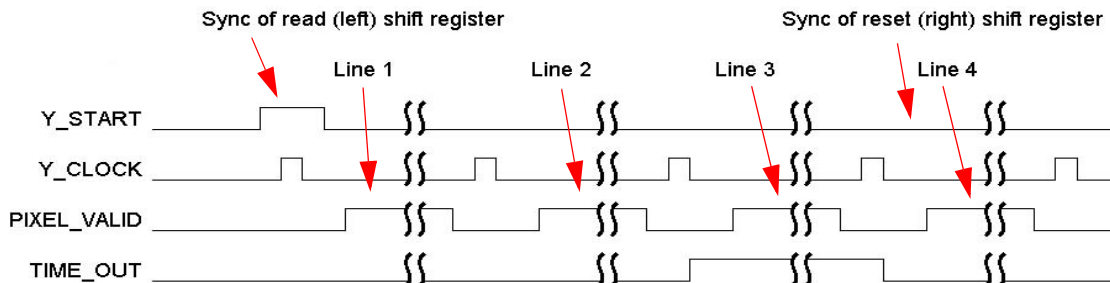 Sync of read (left) shift register
Sync of reset (right) shift register
Line 1
Line 2
Line 3
Line 4
Y_START
Y_CLOCK
PIXEL_VALID
TIME_OUT